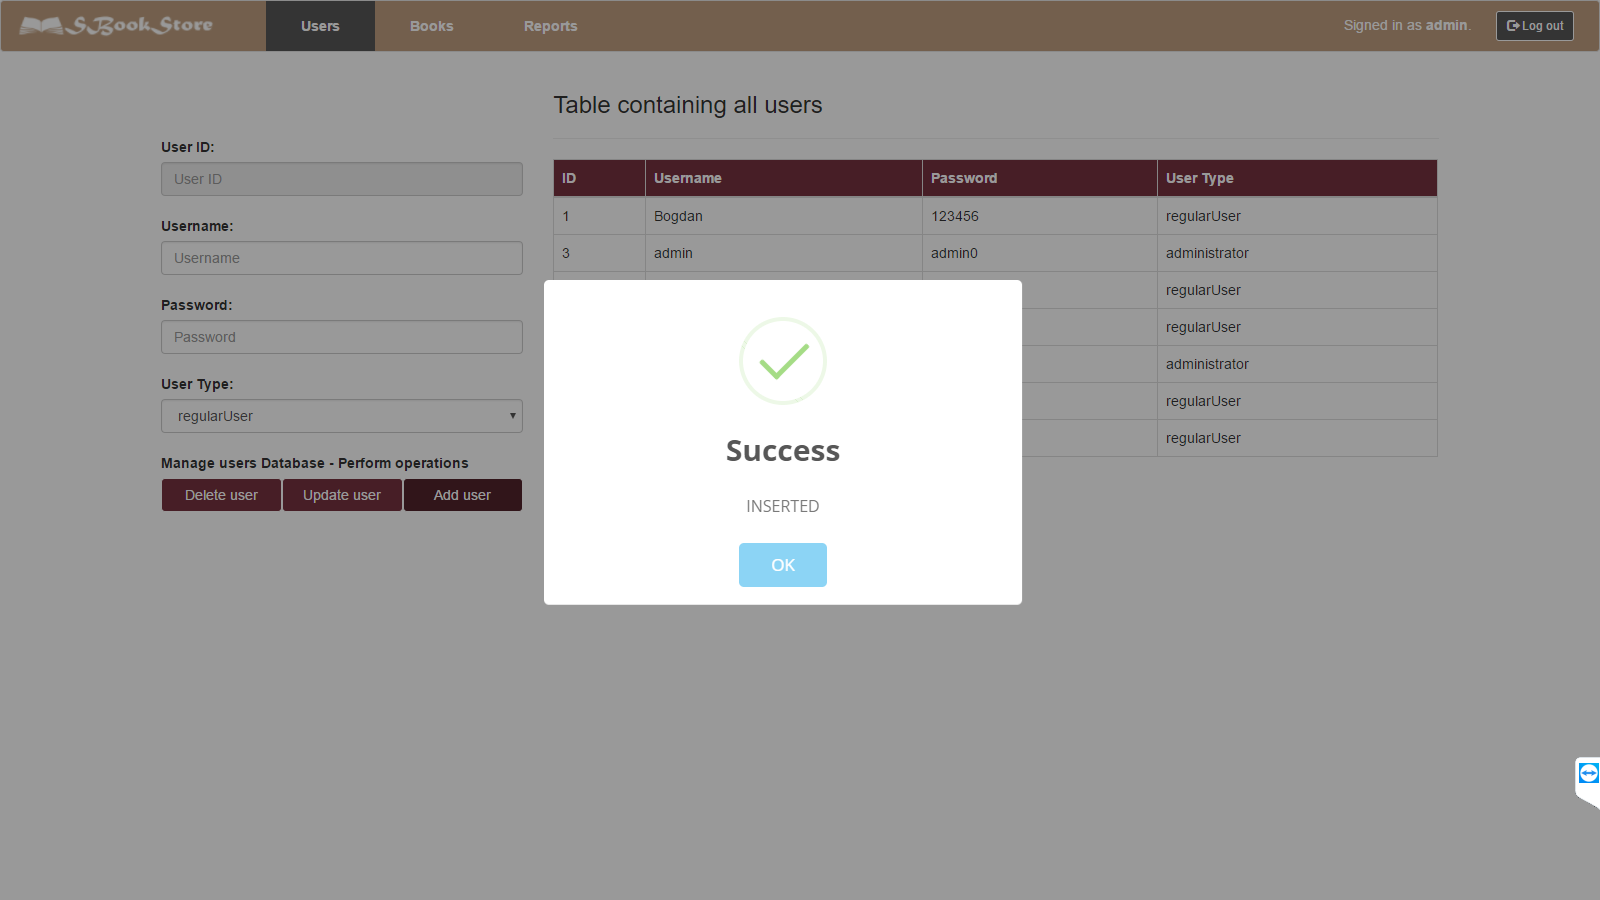 SBookStore Users Books Reports Signed in as admin. Log out
Table containing all users
User ID:
User ID
Username:
Username
Password:
Password
User Type:
regularUser
Manage users Database - Perform operations
Delete user Update user Add user
ID Username Password User Type
1 Bogdan 123456 regularUser
3 admin admin0 administrator
regularUser
regularUser
administrator
regularUser
regularUser
Success
INSERTED
OK